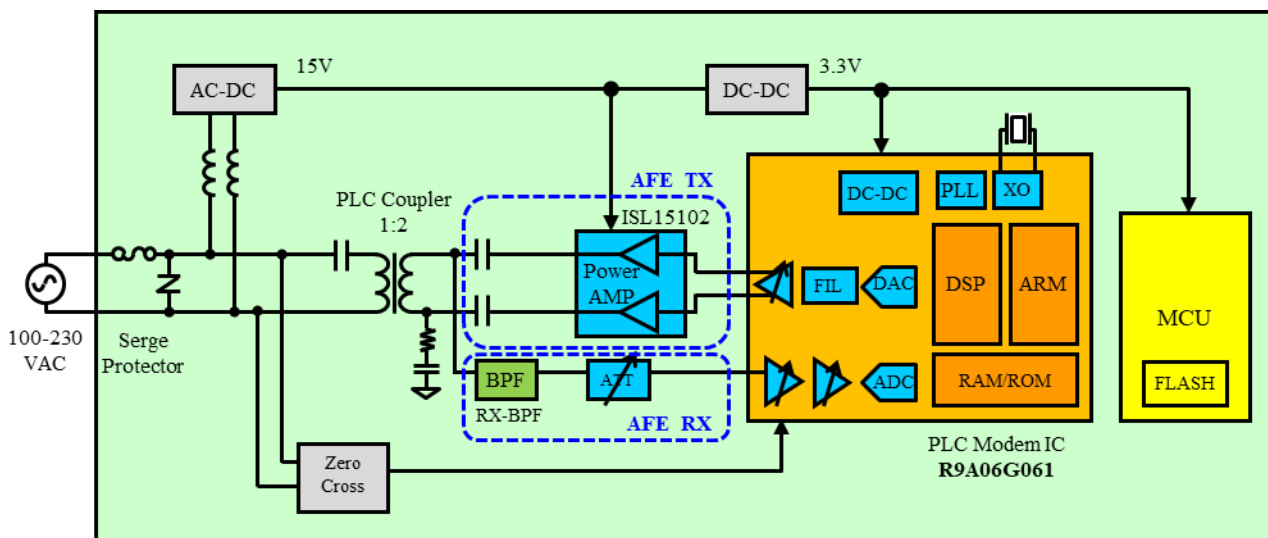 15V
3.3V
AC-DC
DC-DC
AFE TX
DC-DC
PLL
XO
PLC Coupler
1:2
ISL15102
Power
AMP
FIL
DAC
DSP
ARM
MCU
FLASH
100-230
VAC
Serge
Protector
BPF
RX-BPF
ATT
AFE RX
ADC
RAM/ROM
PLC Modem IC
R9A06G061
Zero
Cross